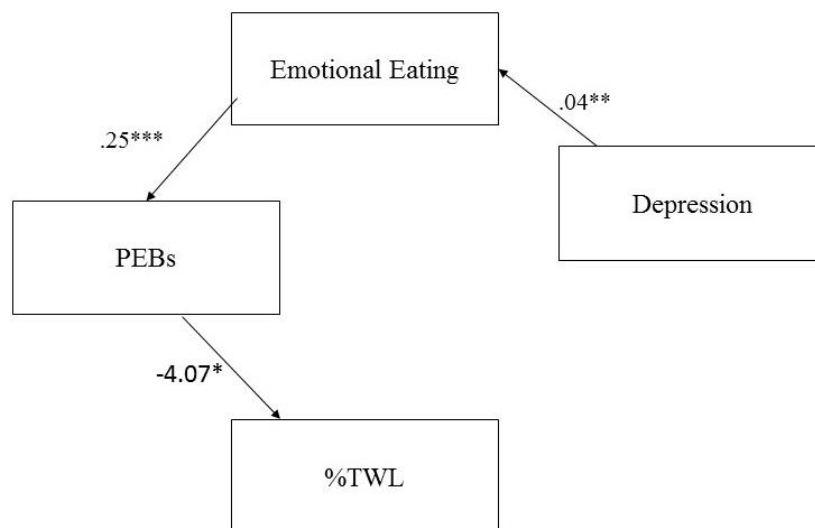 Emotional Eating
.04**
.25***
Depression
PEBs
-4.07*
%TWL